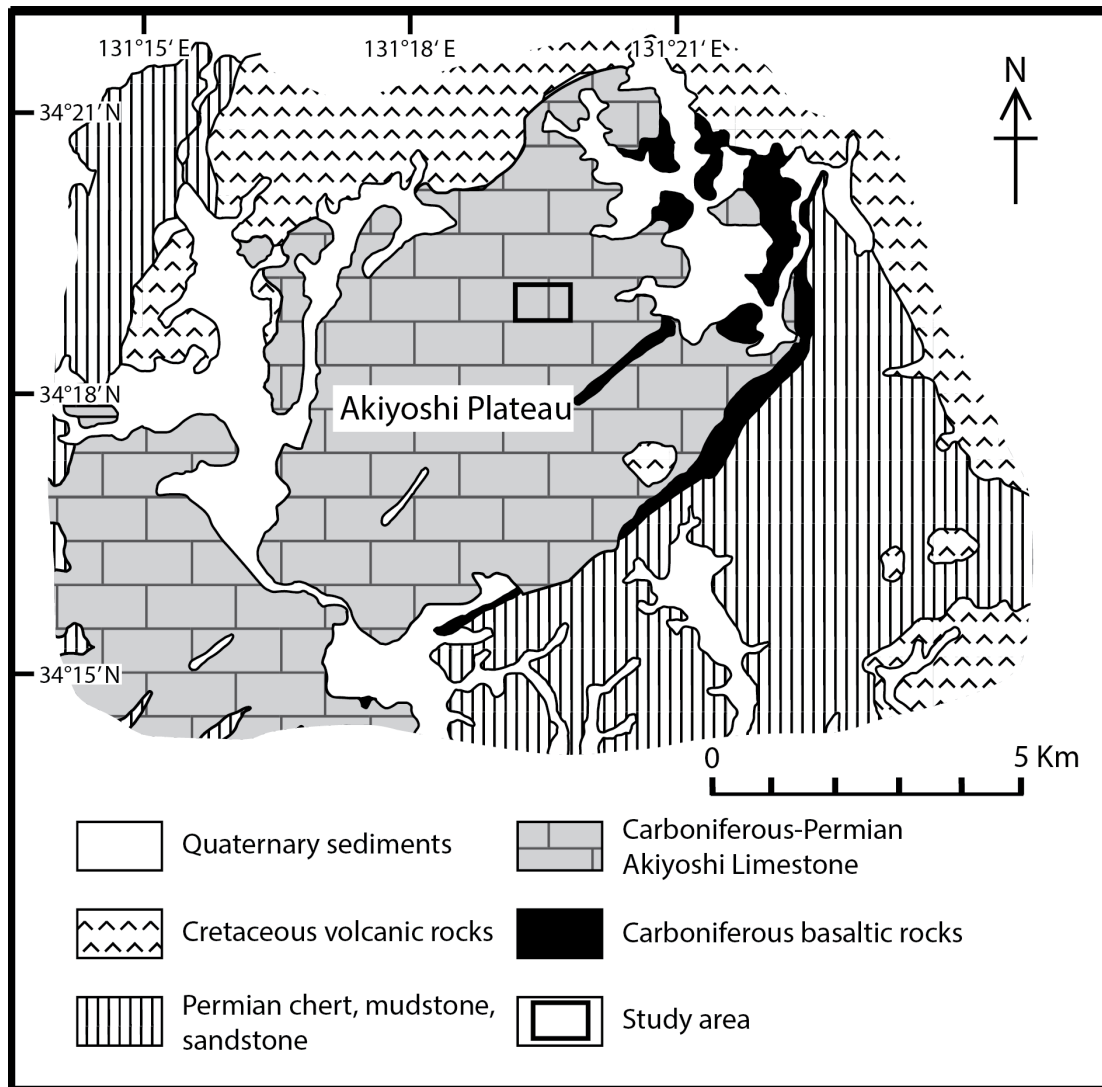 131°15‘ E
131°18‘ E
131°21‘ E
N
34°21‘ N
34°18‘ N
Akiyoshi Plateau
34°15‘ N
0
5 Km
Quaternary sediments
Carboniferous-Permian
Akiyoshi Limestone
Cretaceous volcanic rocks
Carboniferous basaltic rocks
Permian chert, mudstone,
sandstone
Study area